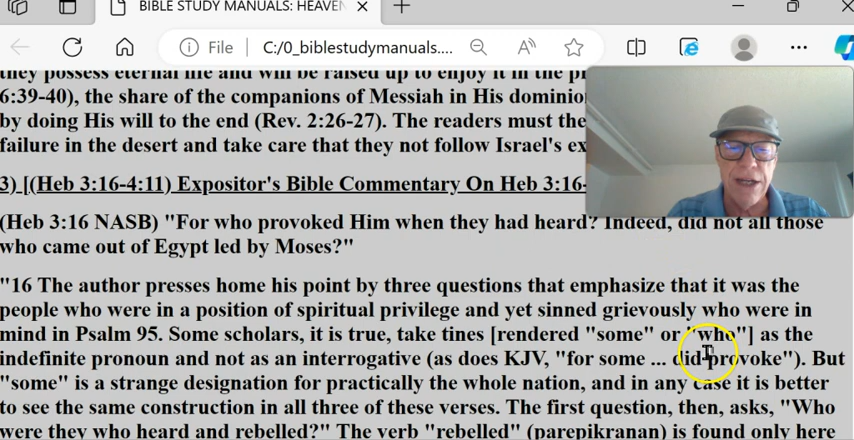 BIBLE STUDY MANUALS: HEAVEN
File C:/0_biblestudymanuals....
they possess eternal life and will be raised up to enjoy it in the
6:39-40), the share of the companions of Messiah in His
by doing His will to the end (Rev. 2:26-27). The readers must
failure in the desert and take care that they not follow Israel's
3) [(Heb 3:16-4:11) Expositor's Bible Commentary On Heb 3:16-
(Heb 3:16 NASB) "For who provoked Him when they had heard? Indeed, did not all those
who came out of Egypt led by Moses?"
"16 The author presses home his point by three questions that emphasize that it was the
people who were in a position of spiritual privilege and yet sinned grievously who were in
mind in Psalm 95. Some scholars, it is true, take tines [rendered "some" or "who"] as the
indefinite pronoun and not as an interrogative (as does KJV, "for some ... did provoke"). But
"some" is a strange designation for practically the whole nation, and in any case it is better
to see the same construction in all three of these verses. The first question, then, asks, "Who
were they who heard and rebelled?" The verb "rebelled" (parepikranan) is found only here